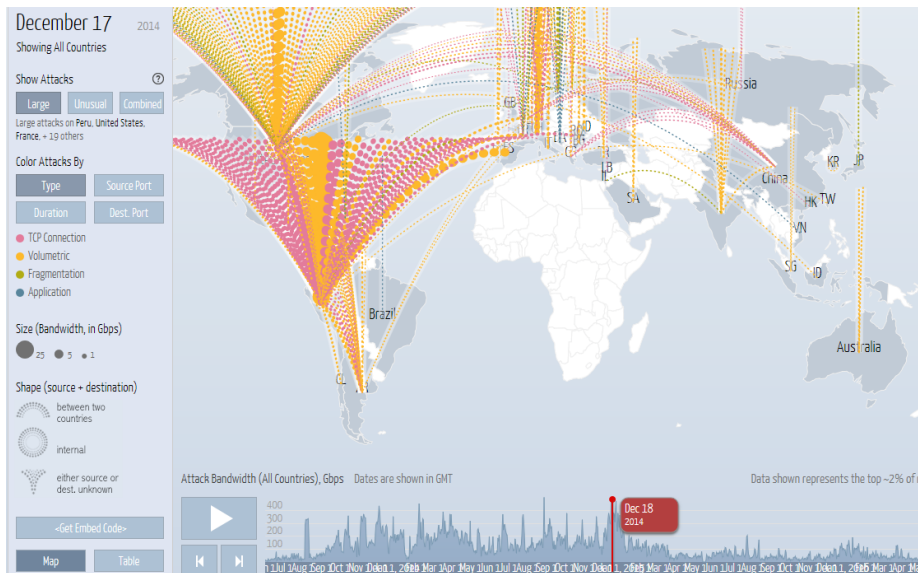 December 17 2014
Showing All Countries
Show Attacks ?
Large Unusual Combined
Large attacks on Peru, United States,
France, + 19 others
Color Attacks By
Type Source Port
Duration Dest. Port
TCP Connection
Volumetric
Fragmentation
Application
Size (Bandwidth, in Gbps)
25 5 1
Shape (source + destination)
between two
countries
internal
either source or
dest. unknown
<Get Embed Code>
Map Table
Russia
GB
ES
LB
IL
SA
China
KR
JP
HK
TW
VN
SG
ID
Brazil
CL
Australia
Attack Bandwidth (All Countries), Gbps Dates are shown in GMT Data shown represents the top ~2% of
400
300
200
100
Dec 18
2014